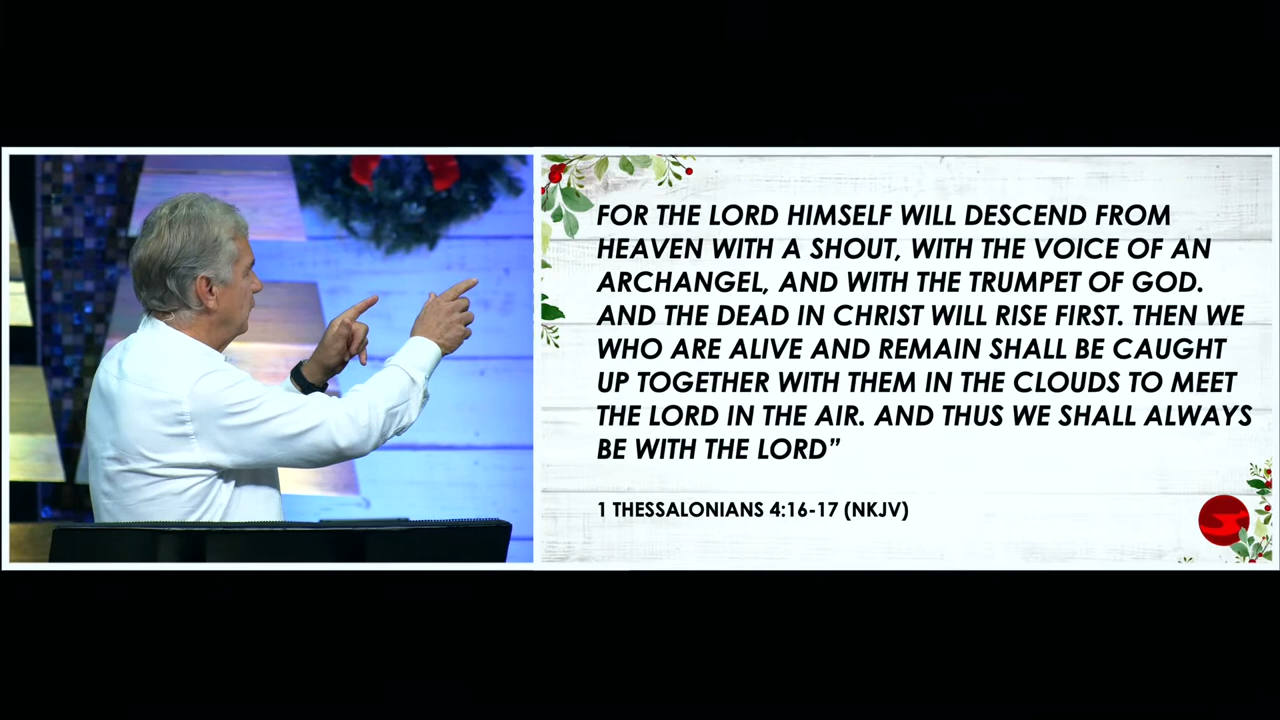 FOR THE LORD HIMSELF WILL DESCEND FROM
HEAVEN WITH A SHOUT, WITH THE VOICE OF AN
ARCHANGEL, AND WITH THE TRUMPET OF GOD.
AND THE DEAD IN CHRIST WILL RISE FIRST. THEN WE
WHO ARE ALIVE AND REMAIN SHALL BE CAUGHT
UP TOGETHER WITH THEM IN THE CLOUDS TO MEET
THE LORD IN THE AIR. AND THUS WE SHALL ALWAYS
BE WITH THE LORD”
1 THESSALONIANS 4:16-17 (NKJV)